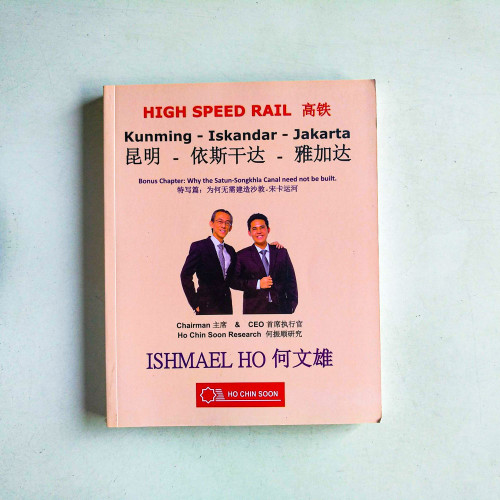 HIGH SPEED RAIL 高铁
Kunming - Iskandar - Jakarta
昆明 - 依斯干达 - 雅加达
Bonus Chapter: Why the Satun-Songkhla Canal need not be built.
特写篇：为何无需建造沙敦-宋卡运河
Chairman 主席 & CEO 首席执行官
Ho Chin Soon Research 何振顺研究
ISHMAEL HO 何文雄
HO CHIN SOON